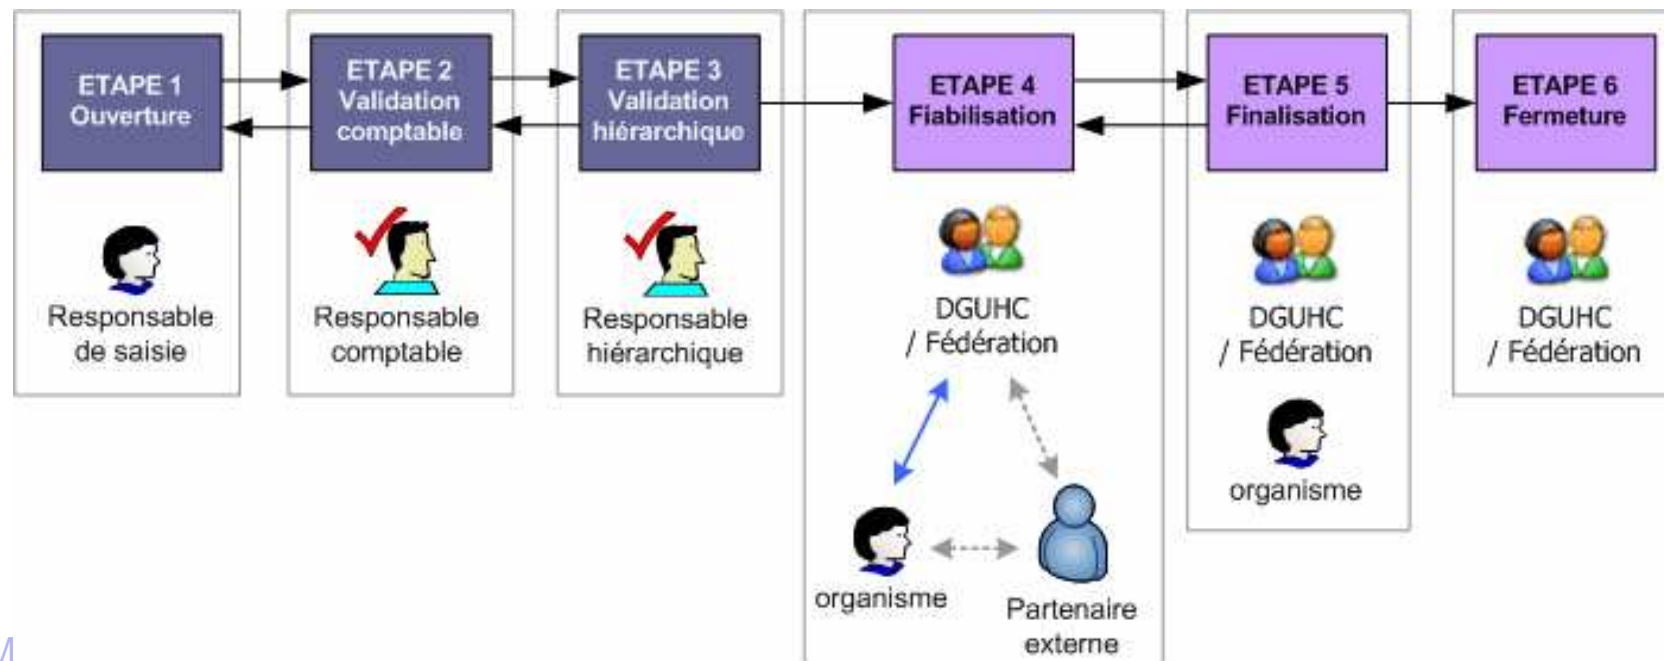 ETAPE 1
Ouverture
ETAPE 2
Validation
comptable
ETAPE 3
Validation
hiérarchique
ETAPE 4
Fiabilisation
ETAPE 5
Finalisation
ETAPE 6
Fermeture
Responsable
de saisie
Responsable
comptable
Responsable
hiérarchique
DGUHC
/ Fédération
DGUHC
/ Fédération
DGUHC
/ Fédération
organisme
organisme
Partenaire
externe